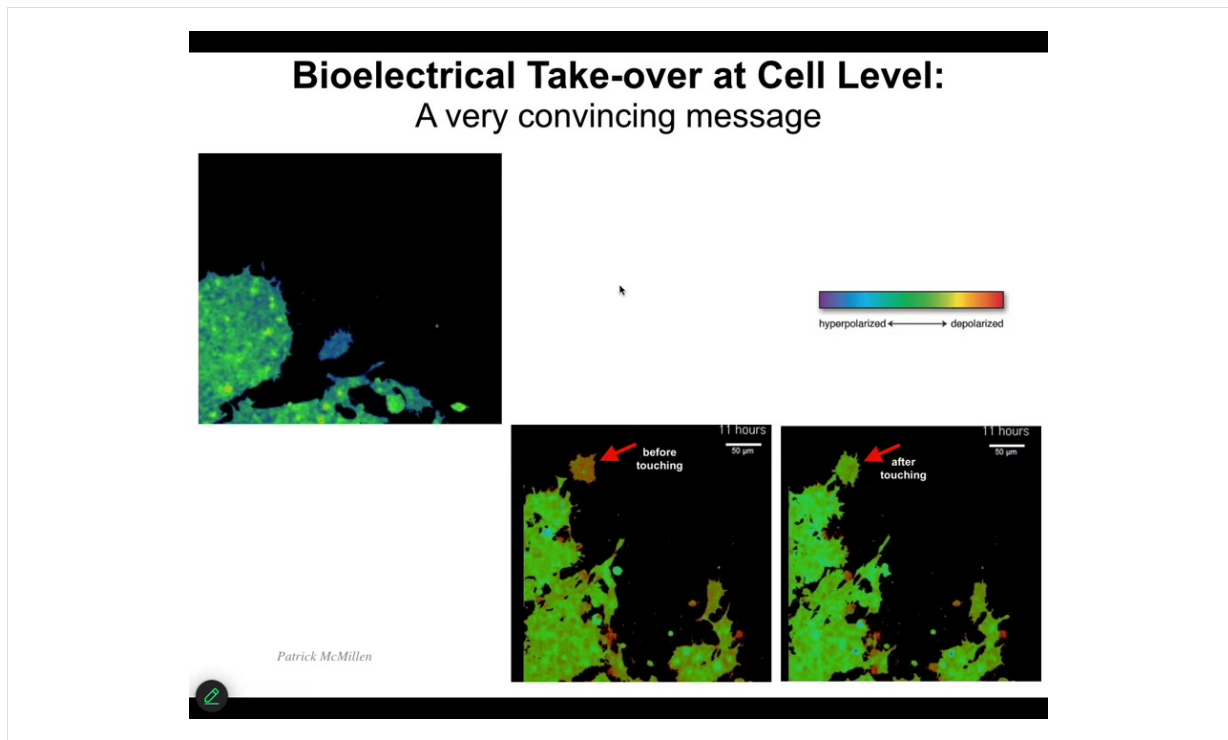 Bioelectrical Take-over at Cell Level:
A very convincing message
hyperpolarized
depolarized
11 hours
50 µm
before
touching
11 hours
50 µm
after
touching
Patrick McMillen